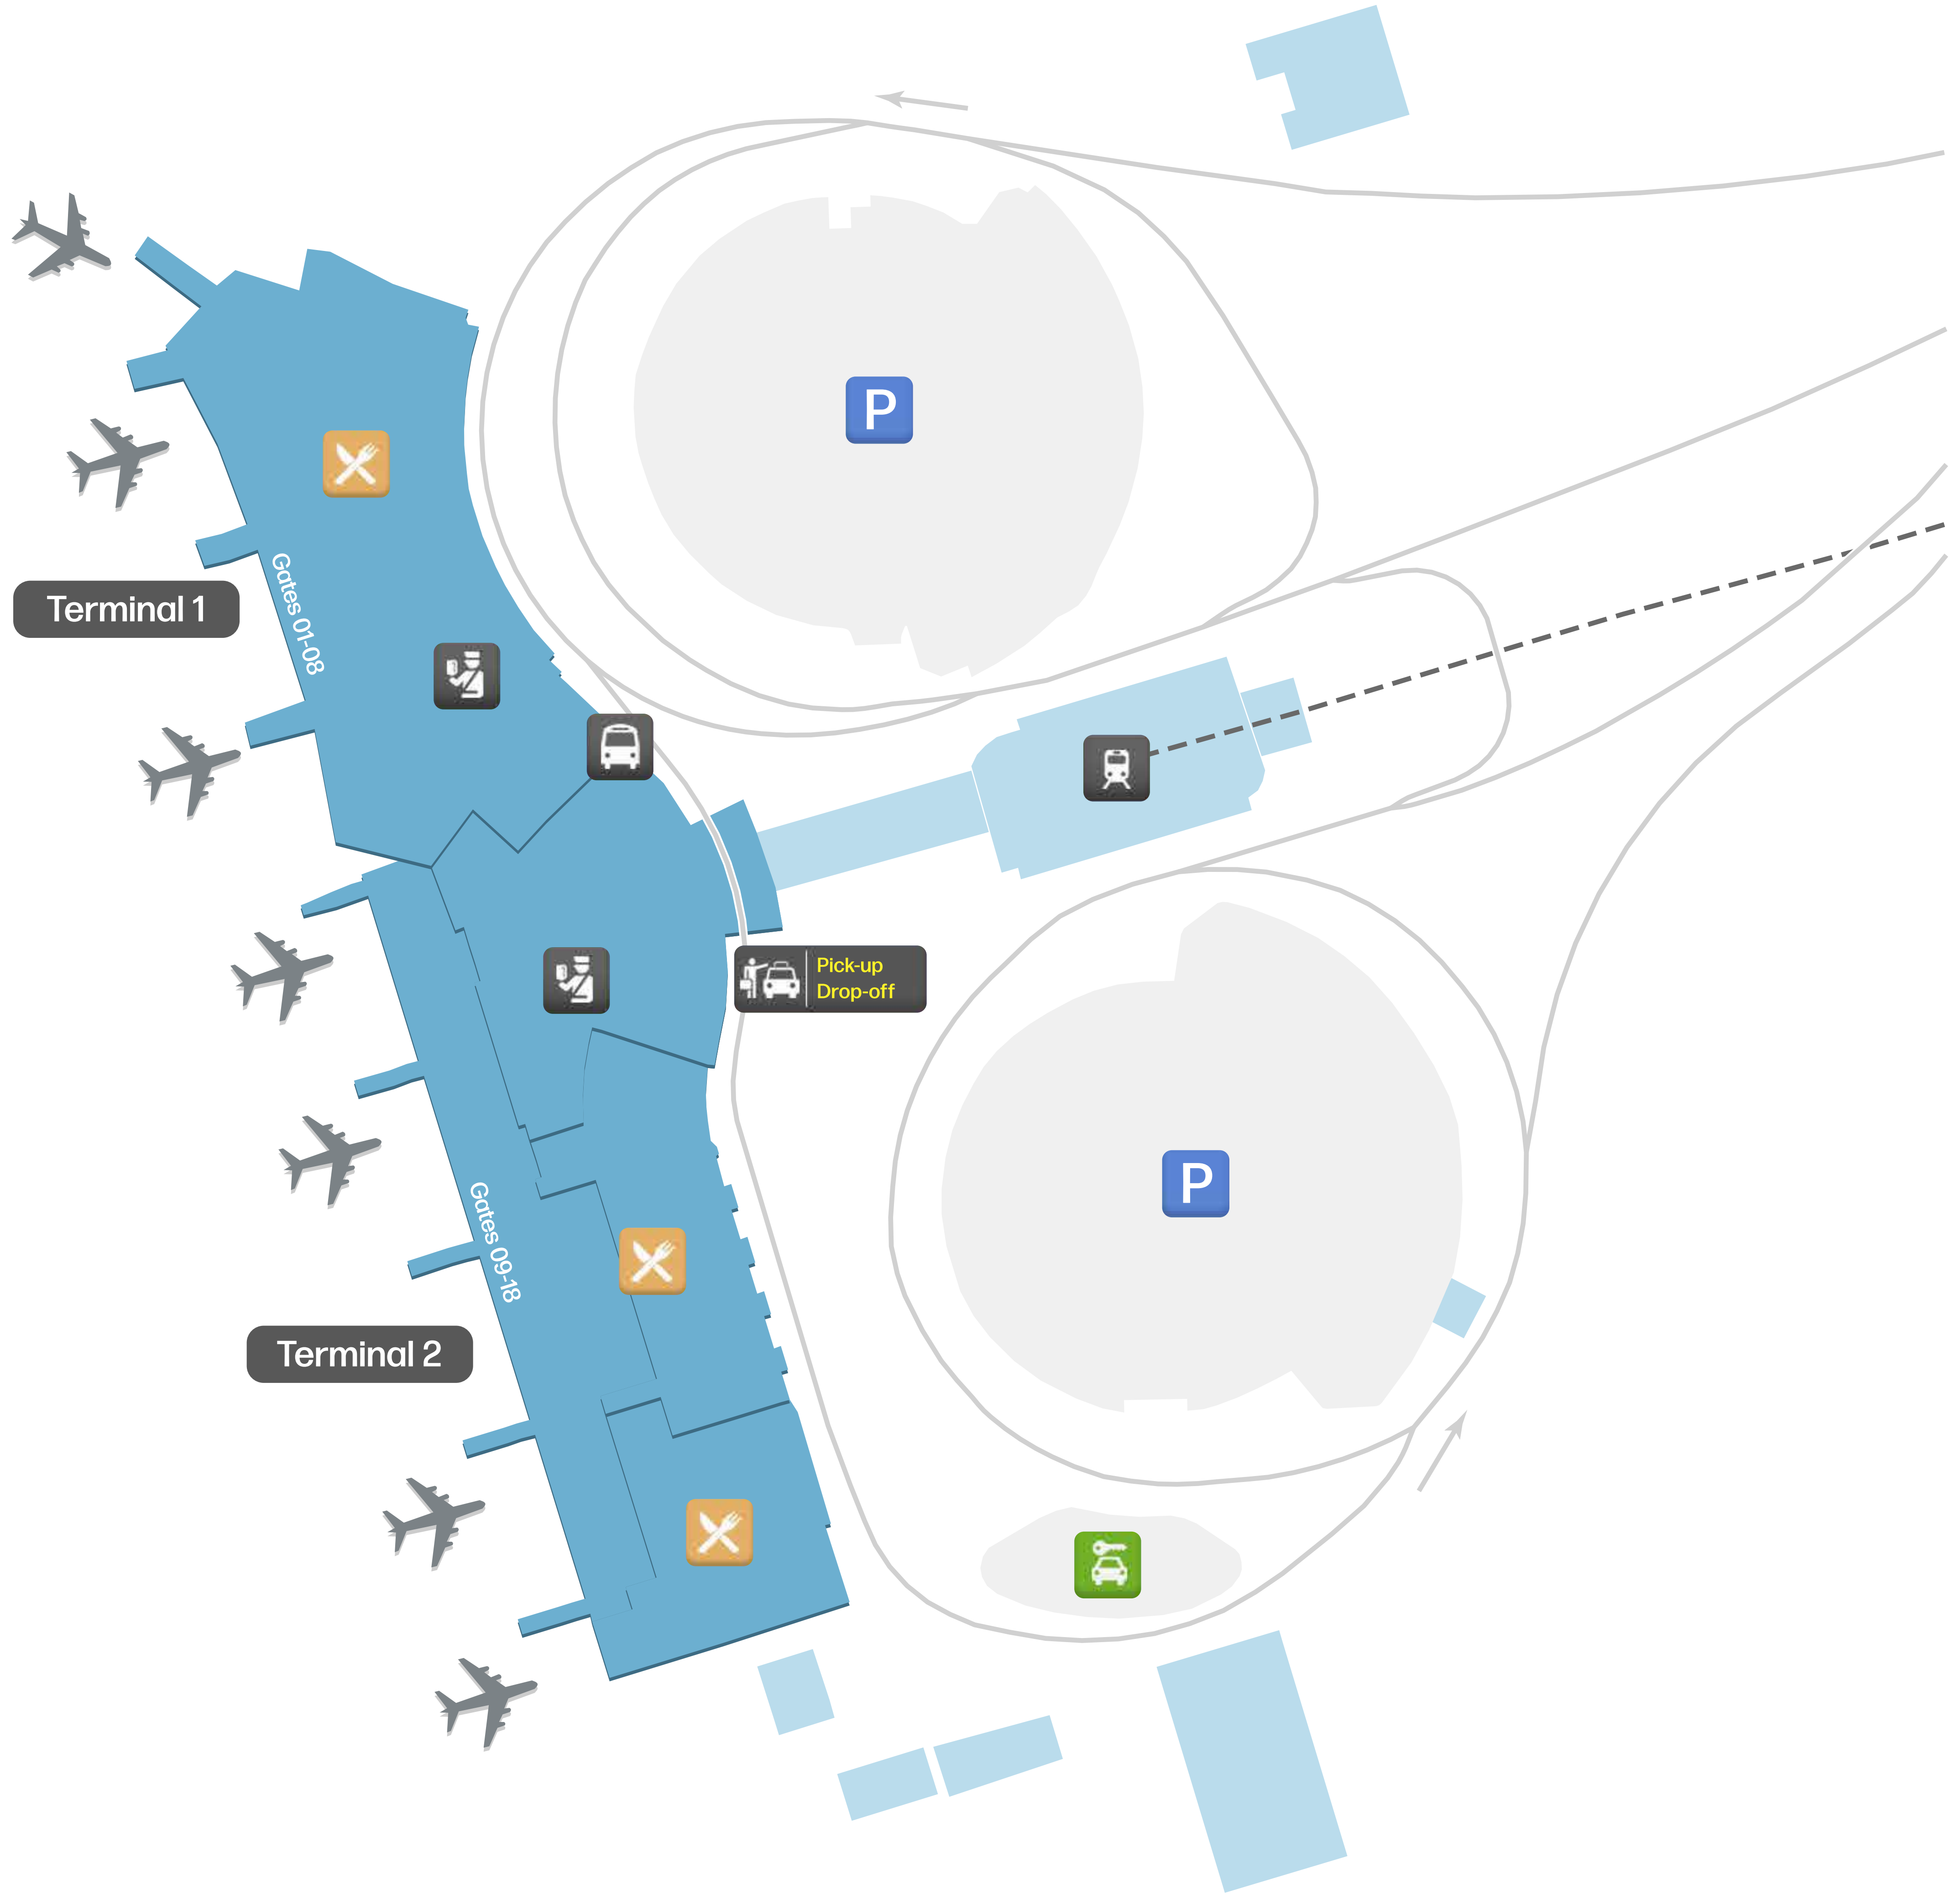 P
Gates 01-08
Terminal 1
Pick-up
Drop-off
P
Gates 09-18
Terminal 2